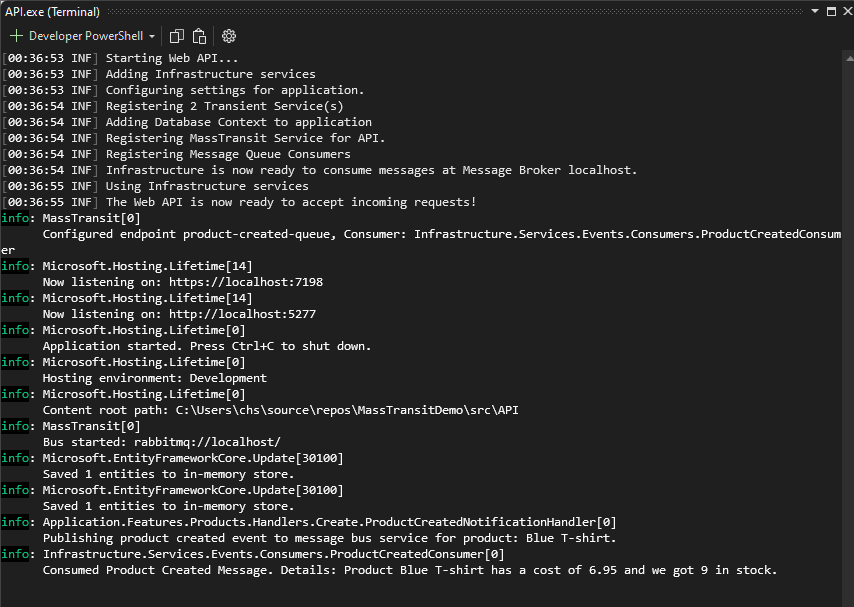 API.exe (Terminal)
Developer PowerShell
[00:36:53 INF] Starting Web API...
[00:36:53 INF] Adding Infrastructure services
[00:36:53 INF] Configuring settings for application.
[00:36:54 INF] Registering 2 Transient Service(s)
[00:36:54 INF] Adding Database Context to application
[00:36:54 INF] Registering MassTransit Service for API.
[00:36:54 INF] Registering Message Queue Consumers
[00:36:54 INF] Infrastructure is now ready to consume messages at Message Broker localhost.
[00:36:55 INF] Using Infrastructure services
[00:36:55 INF] The Web API is now ready to accept incoming requests!
info: MassTransit[0]
      Configured endpoint product-created-queue, Consumer: Infrastructure.Services.Events.Consumers.ProductCreatedConsum
er
info: Microsoft.Hosting.Lifetime[14]
      Now listening on: https://localhost:7198
info: Microsoft.Hosting.Lifetime[14]
      Now listening on: http://localhost:5277
info: Microsoft.Hosting.Lifetime[0]
      Application started. Press Ctrl+C to shut down.
info: Microsoft.Hosting.Lifetime[0]
      Hosting environment: Development
info: Microsoft.Hosting.Lifetime[0]
      Content root path: C:\Users\chs\source\repos\MassTransitDemo\src\API
info: MassTransit[0]
      Bus started: rabbitmq://localhost/
info: Microsoft.EntityFrameworkCore.Update[30100]
      Saved 1 entities to in-memory store.
info: Microsoft.EntityFrameworkCore.Update[30100]
      Saved 1 entities to in-memory store.
info: Application.Features.Products.Handlers.Create.ProductCreatedNotificationHandler[0]
      Publishing product created event to message bus service for product: Blue T-shirt.
info: Infrastructure.Services.Events.Consumers.ProductCreatedConsumer[0]
      Consumed Product Created Message. Details: Product Blue T-shirt has a cost of 6.95 and we got 9 in stock.